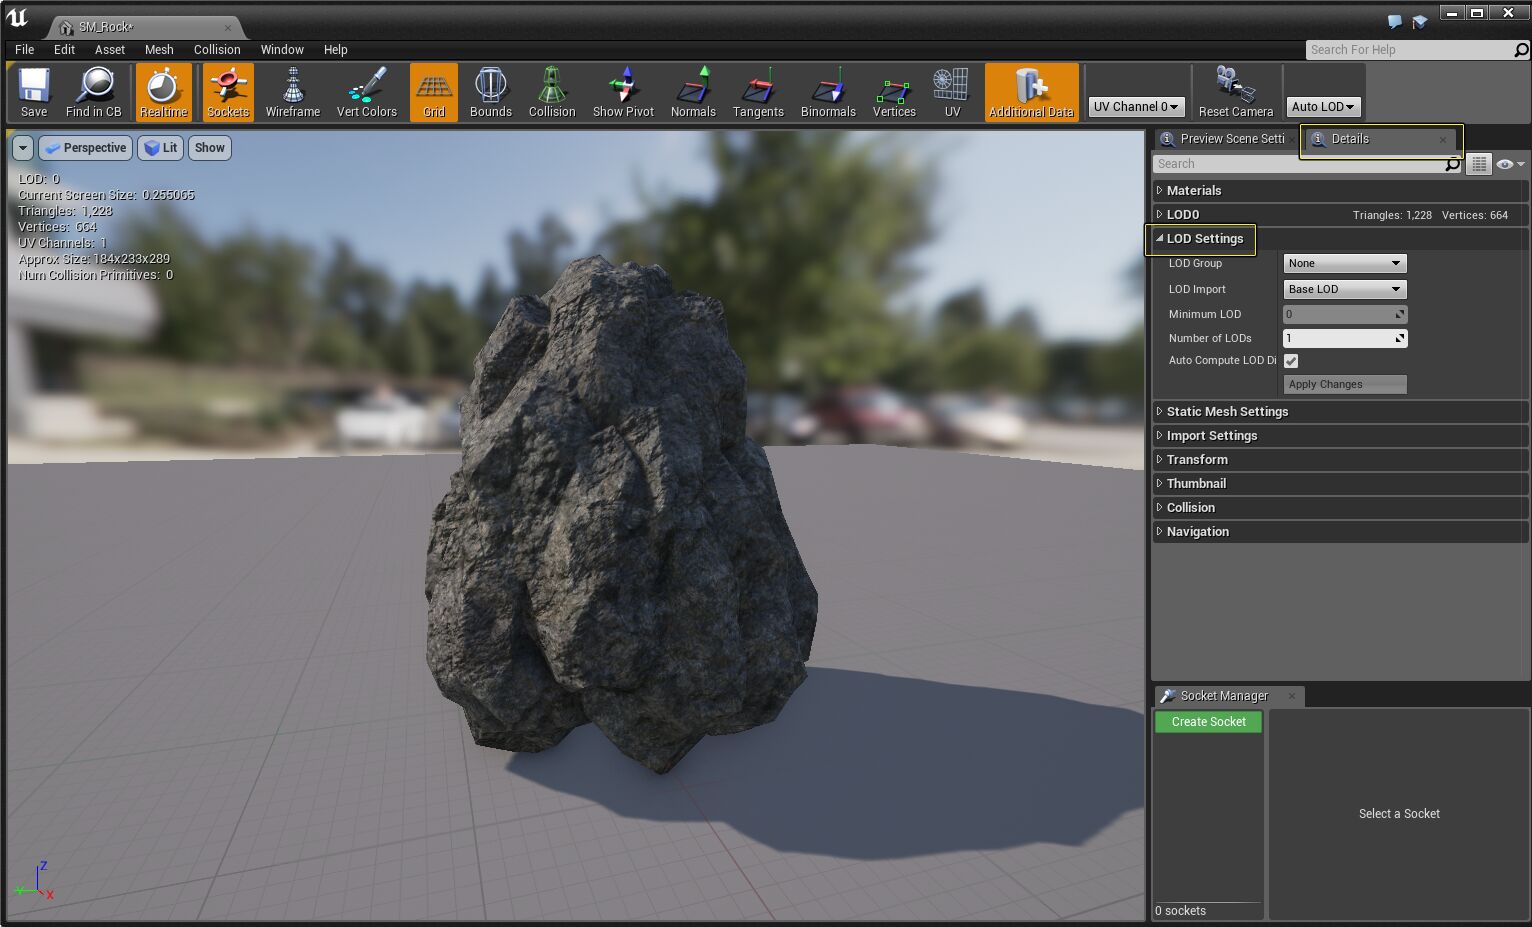 SM_Rock*
File Edit Asset Mesh Collision Window Help
Search For Help
Save Find in CB Realtime Sockets Wireframe Vert Colors Grid Bounds Collision Show Pivot Normals Tangents Binormals Vertices UV Additional Data UV Channel 0 Reset Camera Auto LOD
Perspective Lit Show
LOD: 0
Current Screen Size: 0.255065
Triangles: 1,228
Vertices: 664
UV Channels: 1
Approx Size: 184x233x289
Num Collision Primitives: 0
Z
Y
X
Preview Scene Setti Details
Search
Materials
LOD0 Triangles: 1,228 Vertices: 664
LOD Settings
LOD Group None
LOD Import Base LOD
Minimum LOD 0
Number of LODs 1
Auto Compute LOD Di
Apply Changes
Static Mesh Settings
Import Settings
Transform
Thumbnail
Collision
Navigation
Socket Manager
Create Socket
Select a Socket
0 sockets